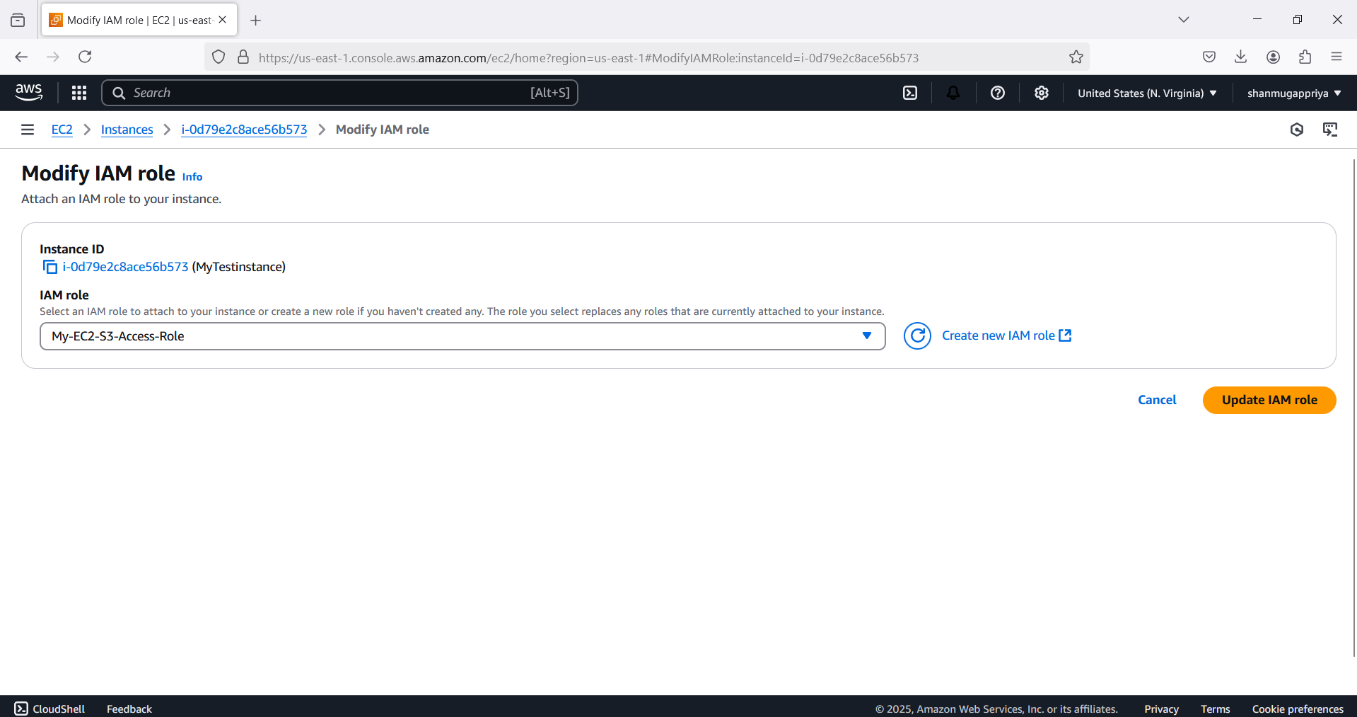 Modify IAM role | EC2 | us-east-
https://us-east-1.console.aws.amazon.com/ec2/home?region=us-east-1#ModifyIAMRole:instanceId=i-0d79e2c8ace56b573
aws Search [Alt+S] United States (N. Virginia) shanmugappriya
EC2 Instances i-0d79e2c8ace56b573 Modify IAM role
Modify IAM role Info
Attach an IAM role to your instance.
Instance ID
i-0d79e2c8ace56b573 (MyTestinstance)
IAM role
Select an IAM role to attach to your instance or create a new role if you haven't created any. The role you select replaces any roles that are currently attached to your instance.
My-EC2-S3-Access-Role Create new IAM role
Cancel Update IAM role
CloudShell Feedback © 2025, Amazon Web Services, Inc. or its affiliates. Privacy Terms Cookie preferences